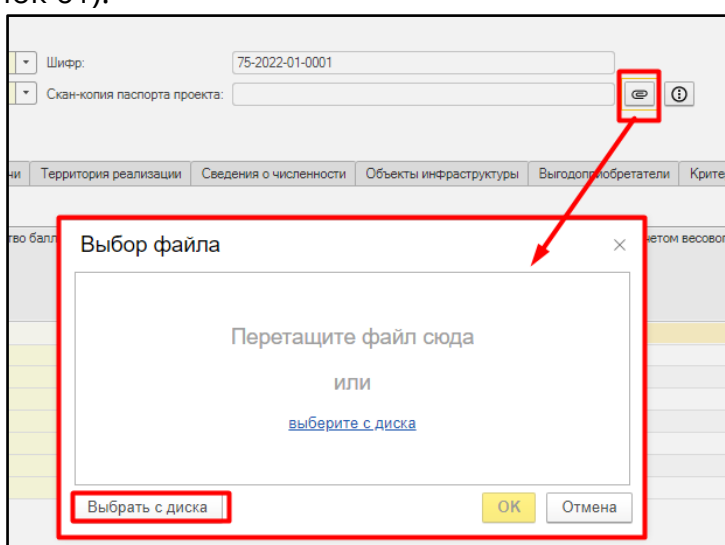 Шифр: 75-2022-01-0001
Скан-копия паспорта проекта:
Территория реализации Сведения о численности Объекты инфраструктуры Выгодоприобретатели
Выбор файла
Перетащите файл сюда
или
выберите с диска
Выбрать с диска ОК Отмена